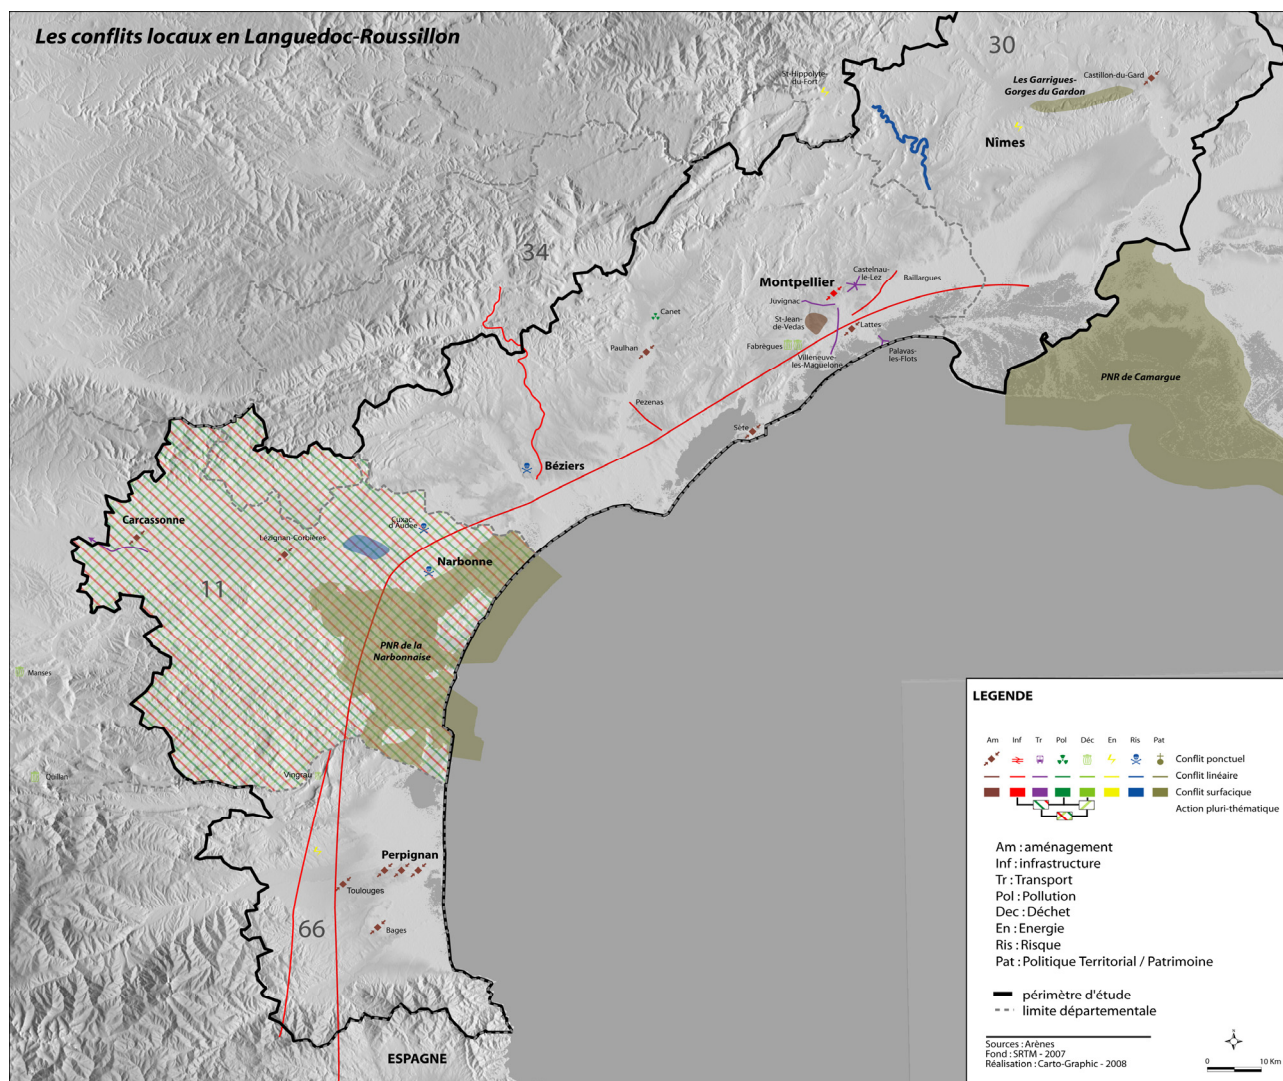 Les conflits locaux en Languedoc-Roussillon
30
St-Hippolyte-
du-Fort
Les Garrigues-
Gorges du Gardon
Castillon-du-Gard
Nîmes
34
Montpellier
Castelnau-
le-Lez
Baillargues
Juvignac
St-Jean-
de-Vedas
Lattes
Canet
Fabrègues
Villeneuve-
les-Maguelone
Palavas-
les-Flots
Paulhan
PNR de Camargue
Pezenas
Sète
Béziers
Carcassonne
Cuxac-
d'Audee
Lézignan-Corbières
Narbonne
11
PNR de la
Narbonnaise
Manses
Quillan
Vingrau
Perpignan
Toulouges
66
Bages
ESPAGNE
LEGENDE
Am Inf Tr Pol Déc En Ris Pat
Conflit ponctuel
Conflit linéaire
Conflit surfacique
Action pluri-thématique
Am : aménagement
Inf : infrastructure
Tr : Transport
Pol : Pollution
Dec : Déchet
En : Energie
Ris : Risque
Pat : Politique Territorial / Patrimoine
périmètre d'étude
limite départementale
Sources : Arènes
Fond : SRTM - 2007
Réalisation : Carto-Graphic - 2008
N
0 10 Km